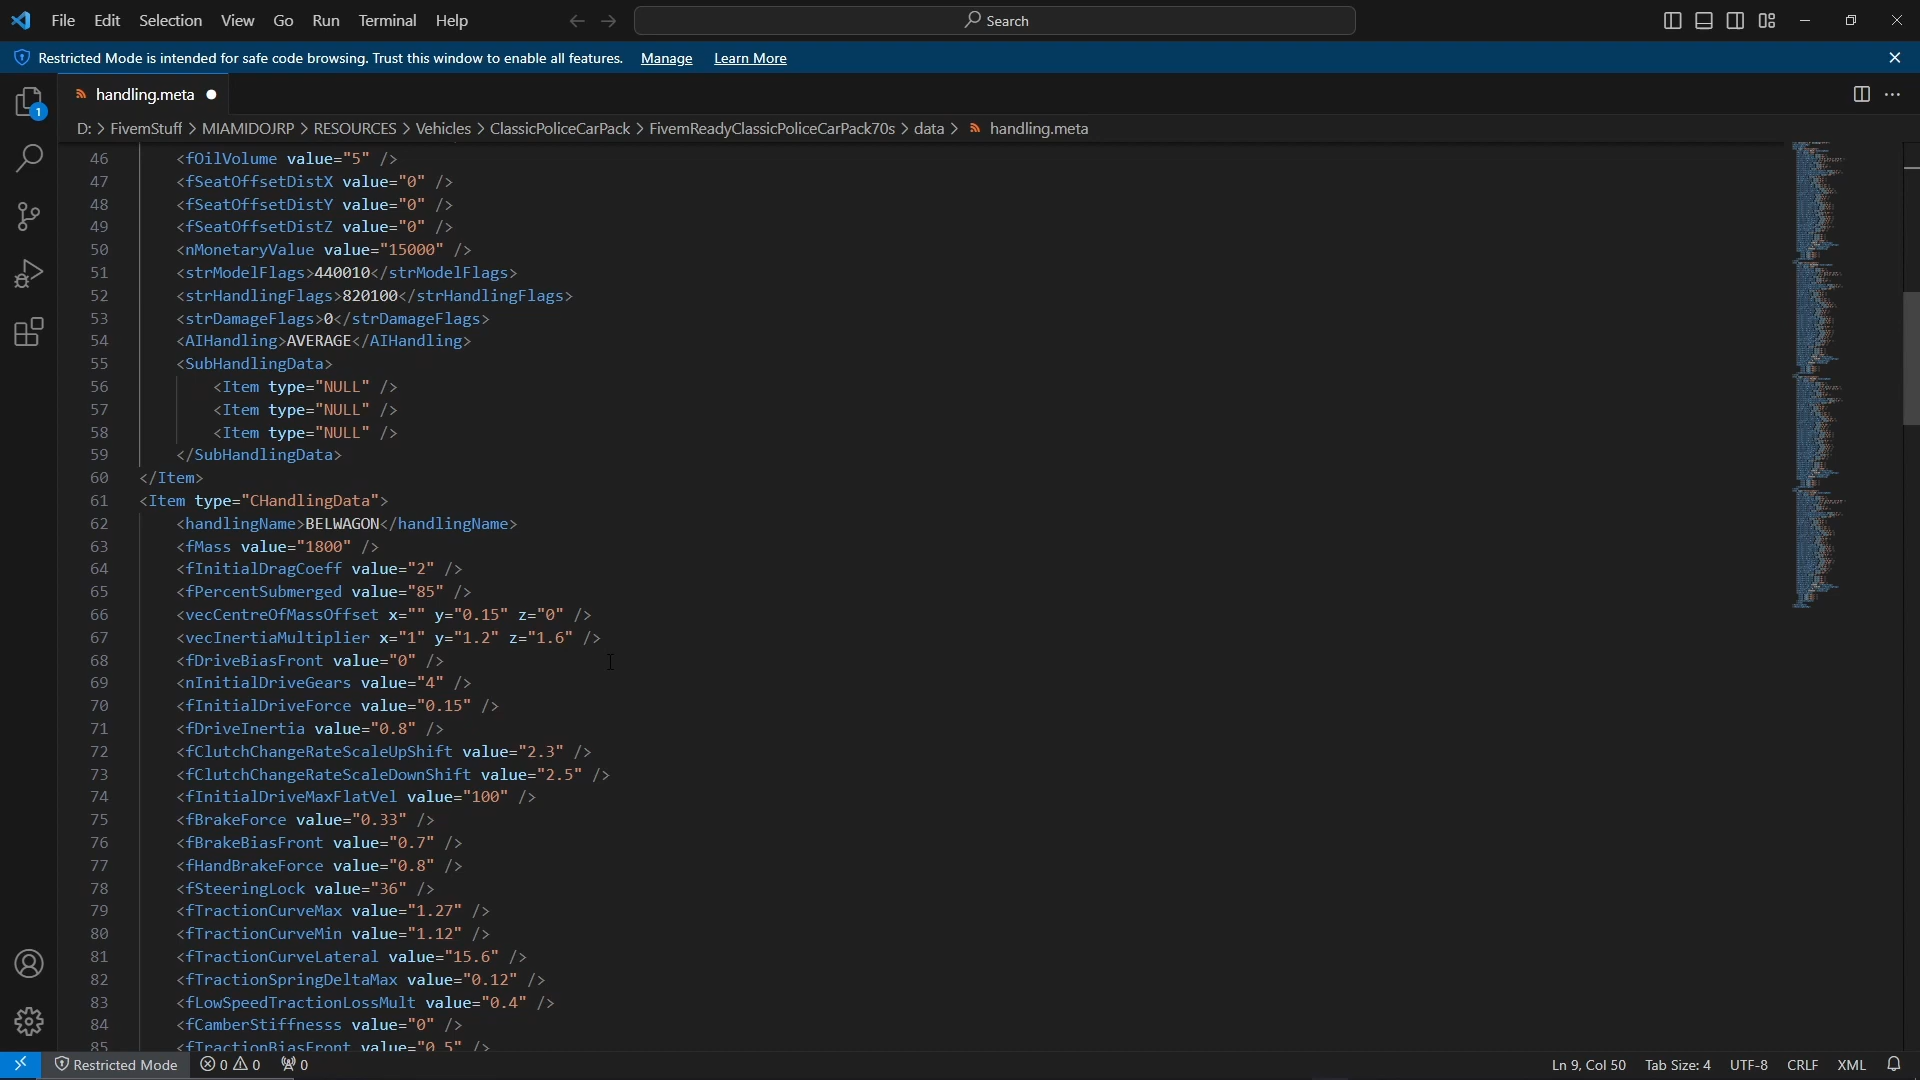 File Edit Selection View Go Run Terminal Help Search
Restricted Mode is intended for safe code browsing. Trust this window to enable all features. Manage Learn More
1 handling.meta
D: > FivemStuff > MIAMIDOJRP > RESOURCES > Vehicles > ClassicPoliceCarPack > FivemReadyClassicPoliceCarPack70s > data > handling.meta
46 <fOilVolume value="5" />
47 <fSeatOffsetDistX value="0" />
48 <fSeatOffsetDistY value="0" />
49 <fSeatOffsetDistZ value="0" />
50 <nMonetaryValue value="15000" />
51 <strModelFlags>440010</strModelFlags>
52 <strHandlingFlags>820100</strHandlingFlags>
53 <strDamageFlags>0</strDamageFlags>
54 <AIHandling>AVERAGE</AIHandling>
55 <SubHandlingData>
56 <Item type="NULL" />
57 <Item type="NULL" />
58 <Item type="NULL" />
59 </SubHandlingData>
60 </Item>
61 <Item type="CHandlingData">
62 <handlingName>BELWAGON</handlingName>
63 <fMass value="1800" />
64 <fInitialDragCoeff value="2" />
65 <fPercentSubmerged value="85" />
66 <vecCentreOfMassOffset x="" y="0.15" z="0" />
67 <vecInertiaMultiplier x="1" y="1.2" z="1.6" />
68 <fDriveBiasFront value="0" />
69 <nInitialDriveGears value="4" />
70 <fInitialDriveForce value="0.15" />
71 <fDriveInertia value="0.8" />
72 <fClutchChangeRateScaleUpShift value="2.3" />
73 <fClutchChangeRateScaleDownShift value="2.5" />
74 <fInitialDriveMaxFlatVel value="100" />
75 <fBrakeForce value="0.33" />
76 <fBrakeBiasFront value="0.7" />
77 <fHandBrakeForce value="0.8" />
78 <fSteeringLock value="36" />
79 <fTractionCurveMax value="1.27" />
80 <fTractionCurveMin value="1.12" />
81 <fTractionCurveLateral value="15.6" />
82 <fTractionSpringDeltaMax value="0.12" />
83 <fLowSpeedTractionLossMult value="0.4" />
84 <fCamberStiffnesss value="0" />
85 <fTractionBiasFront value="0.5" />
Restricted Mode 0 0 0 Ln 9, Col 50 Tab Size: 4 UTF-8 CRLF XML